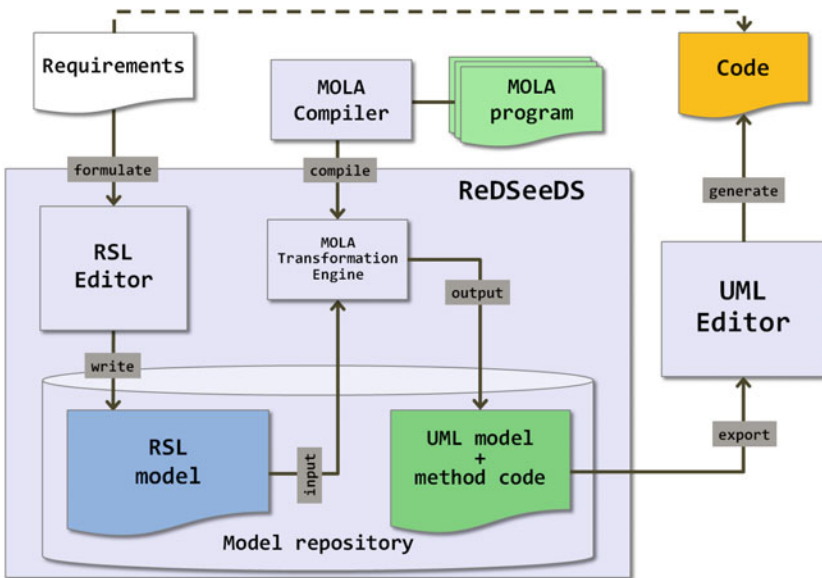 Requirements
MOLA
Compiler
MOLA
program
Code
formulate
compile
ReDSeeDS
generate
RSL
Editor
MOLA
Transformation
Engine
output
UML
Editor
write
RSL
model
input
UML model
+
method code
export
Model repository